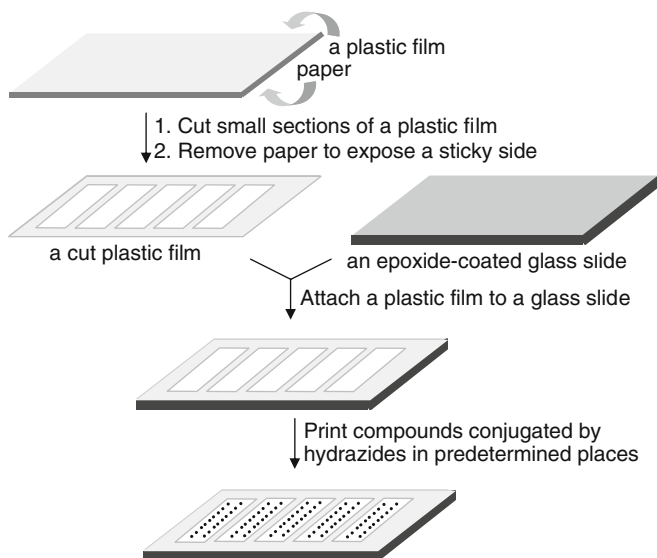 a plastic film
paper
1. Cut small sections of a plastic film
2. Remove paper to expose a sticky side
a cut plastic film
an epoxide-coated glass slide
Attach a plastic film to a glass slide
Print compounds conjugated by
hydrazides in predetermined places